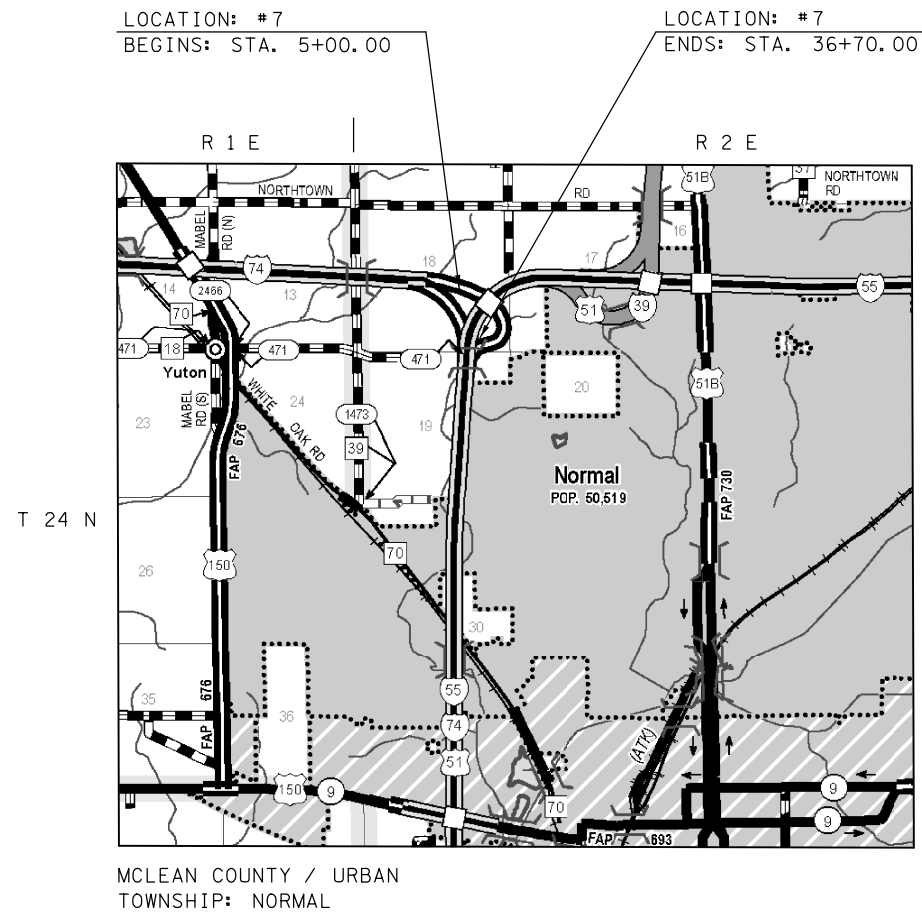 LOCATION: #7
BEGINS: STA. 5+00.00
LOCATION: #7
ENDS: STA. 36+70.00
R 1 E
R 2 E
NORTHTOWN
RD
51B
NORTHTOWN
RD
MABEL
RD (N)
16
18
17
74
14
13
2466
70
51
39
55
471
18
471
471
Yuton
20
51B
MABEL
RD (S)
WHITE
OAK RD
24
23
1473
19
39
FAP 676
Normal
POP. 50,519
FAP 730
T 24 N
70
150
26
30
55
676
35
36
74
FAP
(ATK)
51
150
9
9
70
9
FAP
693
MCLEAN COUNTY / URBAN
TOWNSHIP: NORMAL